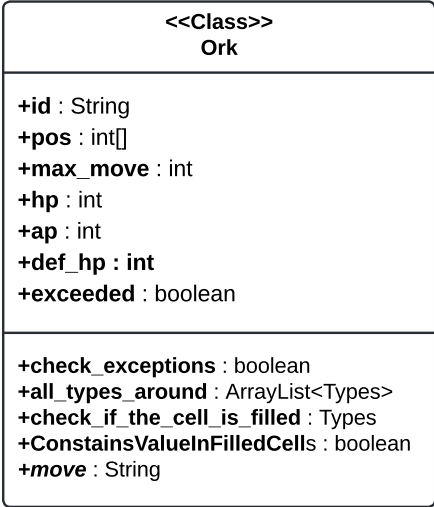 <<Class>>
Ork
+id : String
+pos : int[]
+max_move : int
+hp : int
+ap : int
+def_hp : int
+exceeded : boolean
+check_exceptions : boolean
+all_types_around : ArrayList<Types>
+check_if_the_cell_is_filled : Types
+ConstainsValueInFilledCells : boolean
+move : String